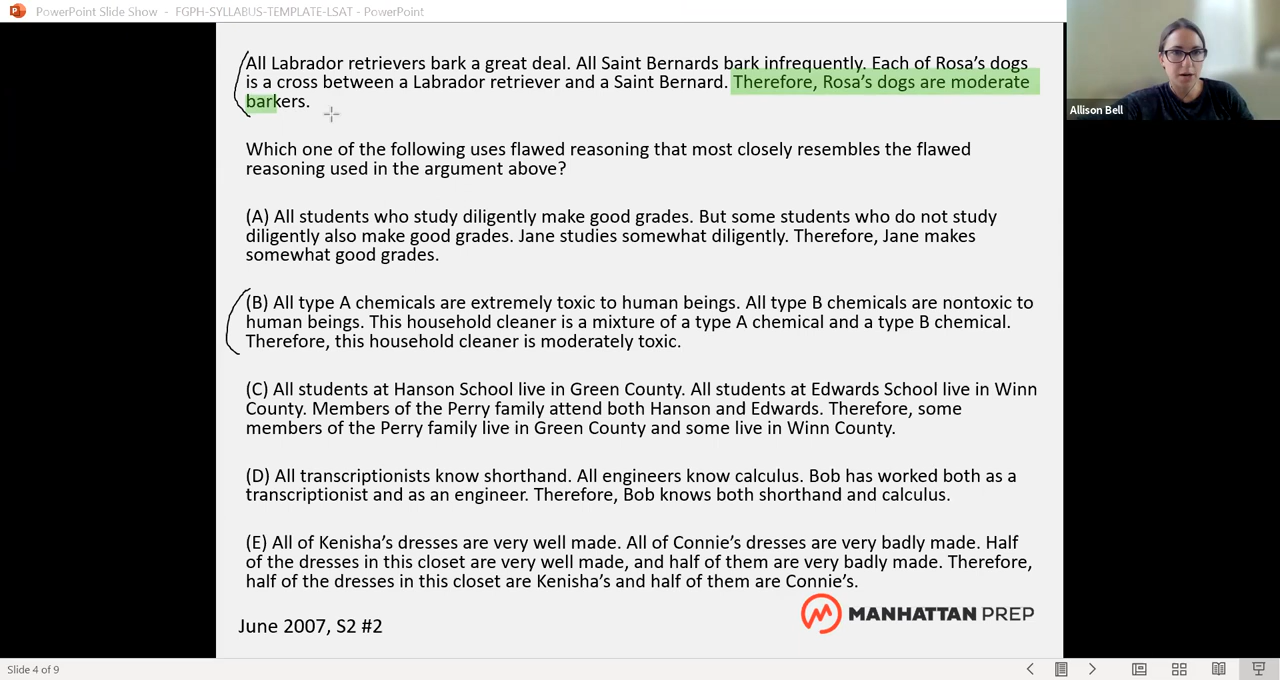 PowerPoint Slide Show - FGPH-SYLLABUS-TEMPLATE-LSAT - PowerPoint
All Labrador retrievers bark a great deal. All Saint Bernards bark infrequently. Each of Rosa’s dogs
is a cross between a Labrador retriever and a Saint Bernard. Therefore, Rosa’s dogs are moderate
barkers.
Allison Bell
Which one of the following uses flawed reasoning that most closely resembles the flawed
reasoning used in the argument above?
(A) All students who study diligently make good grades. But some students who do not study
diligently also make good grades. Jane studies somewhat diligently. Therefore, Jane makes
somewhat good grades.
(B) All type A chemicals are extremely toxic to human beings. All type B chemicals are nontoxic to
human beings. This household cleaner is a mixture of a type A chemical and a type B chemical.
Therefore, this household cleaner is moderately toxic.
(C) All students at Hanson School live in Green County. All students at Edwards School live in Winn
County. Members of the Perry family attend both Hanson and Edwards. Therefore, some
members of the Perry family live in Green County and some live in Winn County.
(D) All transcriptionists know shorthand. All engineers know calculus. Bob has worked both as a
transcriptionist and as an engineer. Therefore, Bob knows both shorthand and calculus.
(E) All of Kenisha’s dresses are very well made. All of Connie’s dresses are very badly made. Half
of the dresses in this closet are very well made, and half of them are very badly made. Therefore,
half of the dresses in this closet are Kenisha’s and half of them are Connie’s.
MANHATTAN PREP
June 2007, S2 #2
Slide 4 of 9